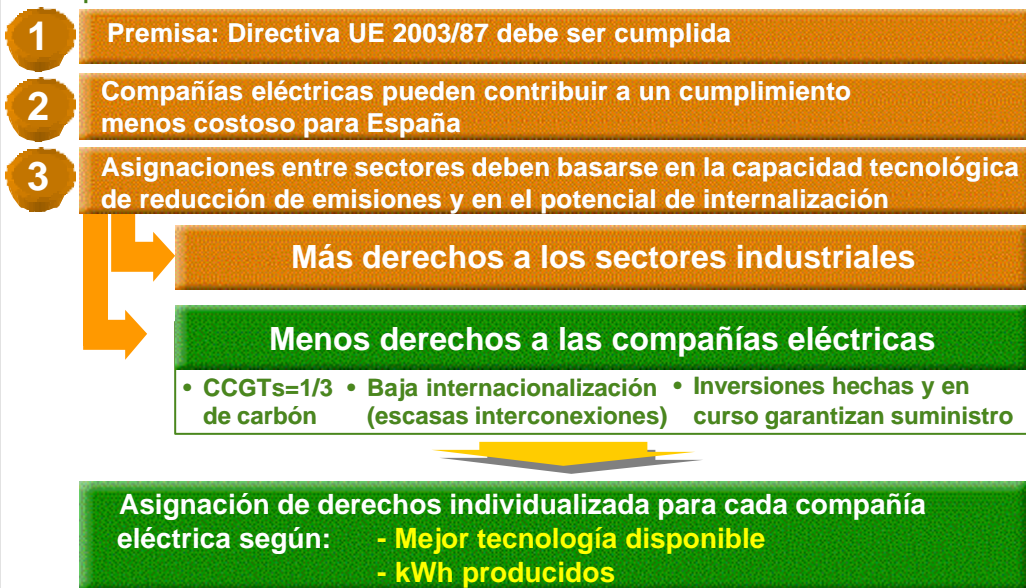 1
Premisa: Directiva UE 2003/87 debe ser cumplida
2
Compañías eléctricas pueden contribuir a un cumplimiento
menos costoso para España
3
Asignaciones entre sectores deben basarse en la capacidad tecnológica
de reducción de emisiones y en el potencial de internalización
Más derechos a los sectores industriales
Menos derechos a las compañías eléctricas
• CCGTs=1/3
de carbón
• Baja internacionalización
(escasas interconexiones)
• Inversiones hechas y en
curso garantizan suministro
Asignación de derechos individualizada para cada compañía
eléctrica según: - Mejor tecnología disponible
- kWh producidos